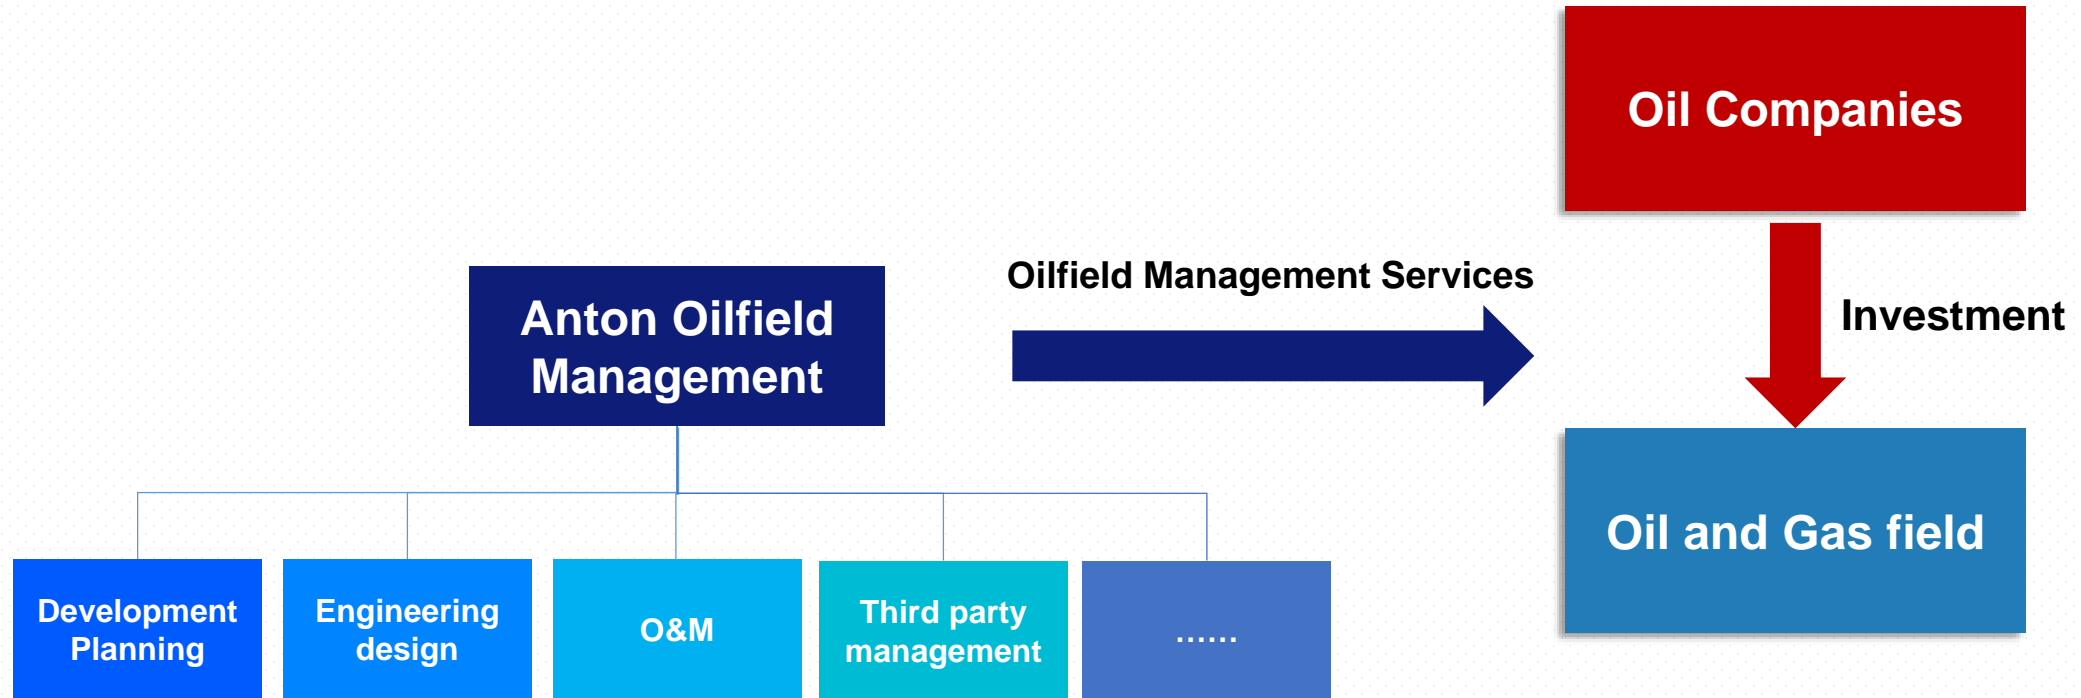 Oil Companies
Oilfield Management Services
Anton Oilfield
Management
Investment
Oil and Gas field
Development
Planning
Engineering
design
O&M
Third party
management
......